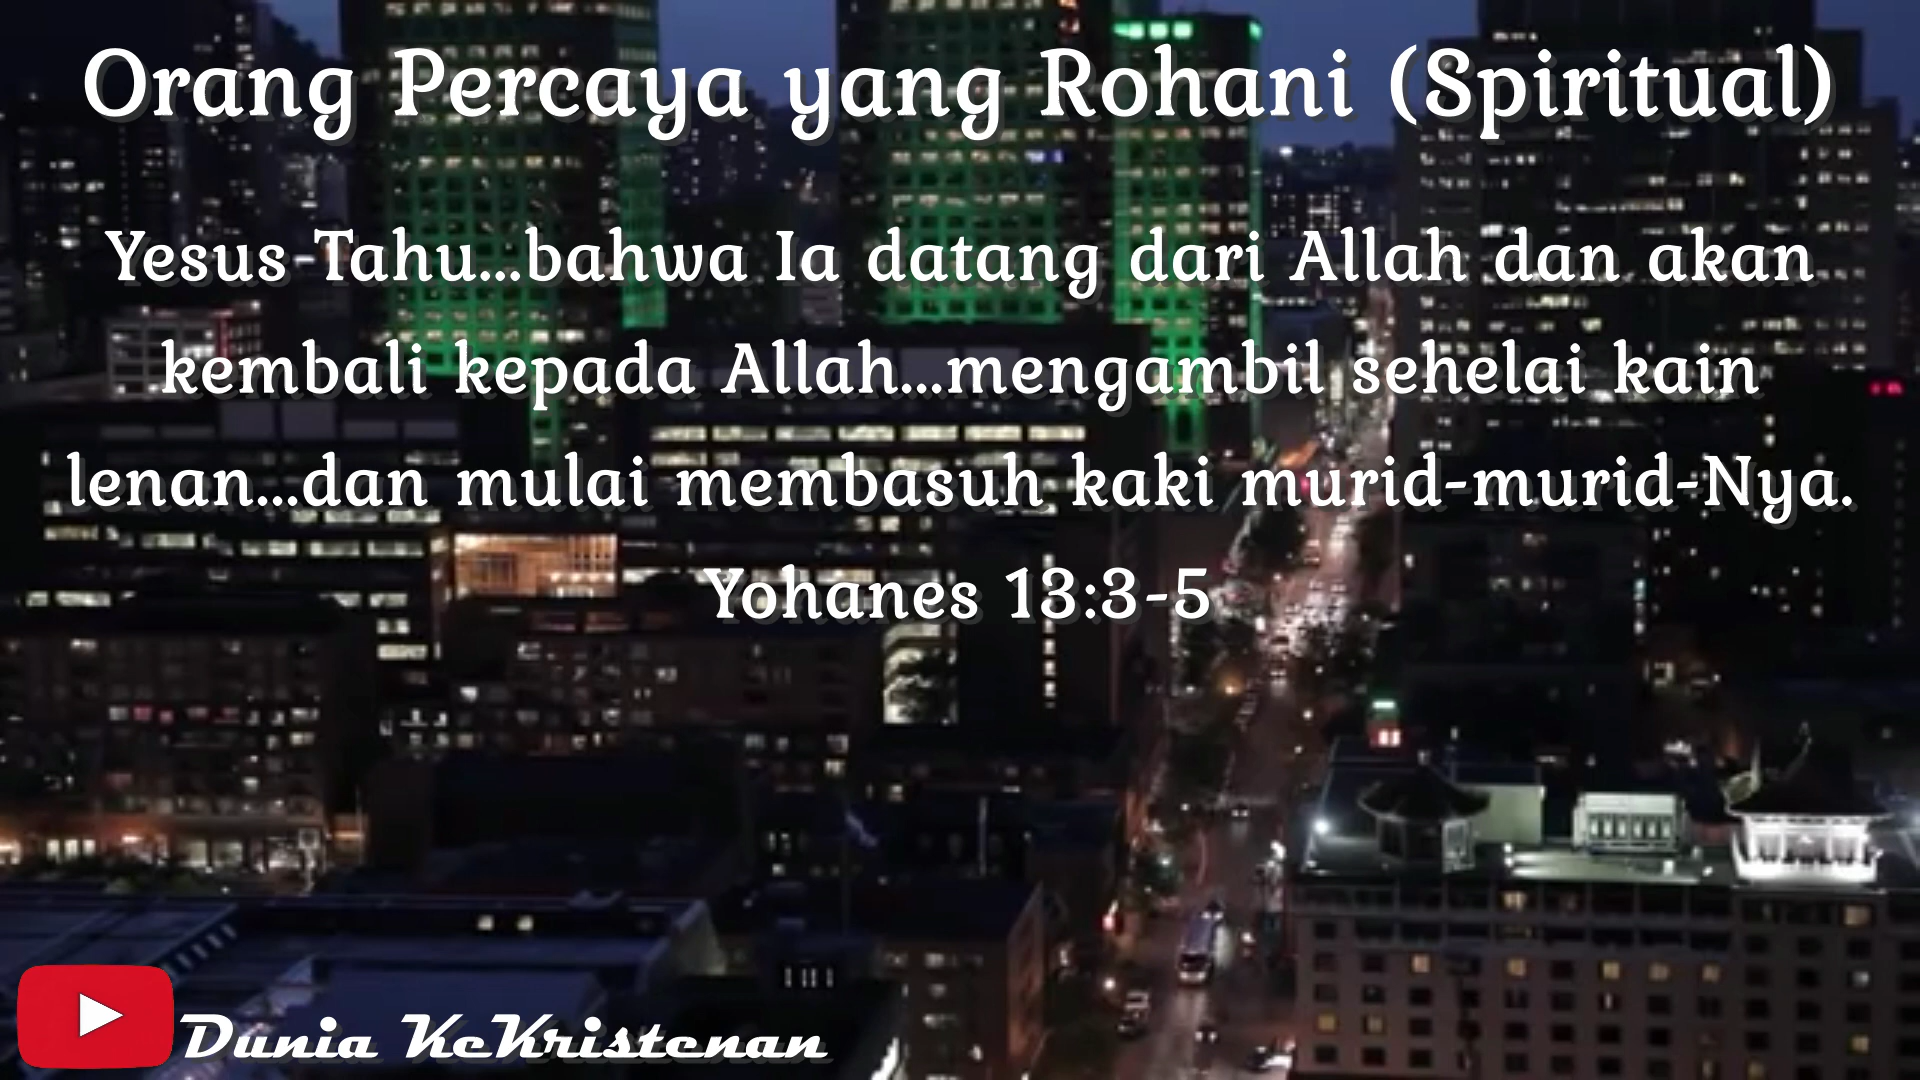 Orang Percaya yang Rohani (Spiritual)
Yesus Tahu...bahwa Ia datang dari Allah dan akan
kembali kepada Allah...mengambil sehelai kain
lenan...dan mulai membasuh kaki murid-murid-Nya.
Yohanes 13:3-5
Dunia KeKristenan